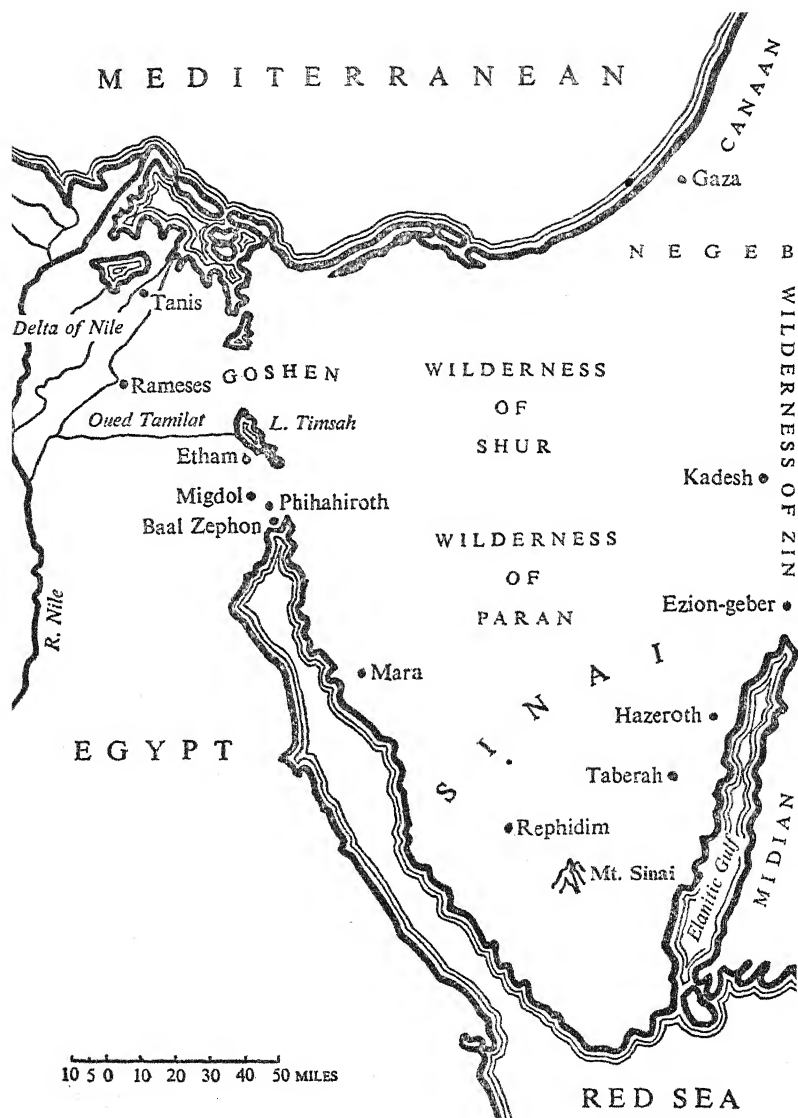 MEDITERRANEAN
CANAAN
Gaza
NEGEB
Tanis
Delta of Nile
GOSHEN
WILDERNESS
OF
SHUR
WILDERNESS OF ZIN
Rameses
Oued Tamilat
L. Timsah
Etham
Kadesh
Migdol
Phihahiroth
Baal Zephon
WILDERNESS
OF
PARAN
R. Nile
Ezion-geber
Mara
SINAI
Hazeroth
EGYPT
Taberah
MIDIAN
Rephidim
Mt. Sinai
Elanitic Gulf
10 5 0 10 20 30 40 50 MILES
RED SEA